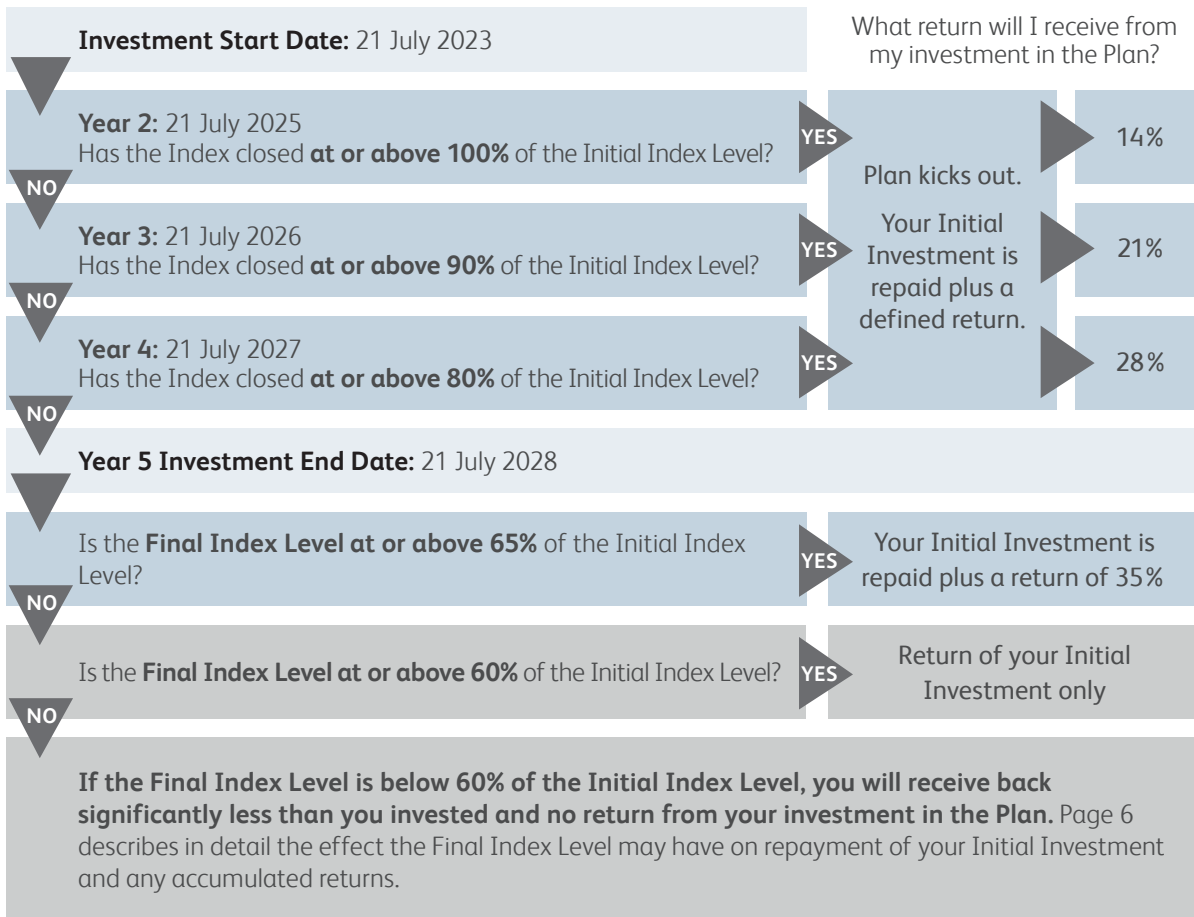 Investment Start Date: 21 July 2023
What return will I receive from
my investment in the Plan?
Year 2: 21 July 2025
Has the Index closed at or above 100% of the Initial Index Level?
YES
14%
NO
Plan kicks out.
Your Initial
Investment is
repaid plus a
defined return.
Year 3: 21 July 2026
Has the Index closed at or above 90% of the Initial Index Level?
YES
21%
NO
Year 4: 21 July 2027
Has the Index closed at or above 80% of the Initial Index Level?
YES
28%
NO
Year 5 Investment End Date: 21 July 2028
Is the Final Index Level at or above 65% of the Initial Index
Level?
YES
Your Initial Investment is
repaid plus a return of 35%
NO
Is the Final Index Level at or above 60% of the Initial Index Level?
YES
Return of your Initial
Investment only
NO
If the Final Index Level is below 60% of the Initial Index Level, you will receive back
significantly less than you invested and no return from your investment in the Plan. Page 6
describes in detail the effect the Final Index Level may have on repayment of your Initial Investment
and any accumulated returns.